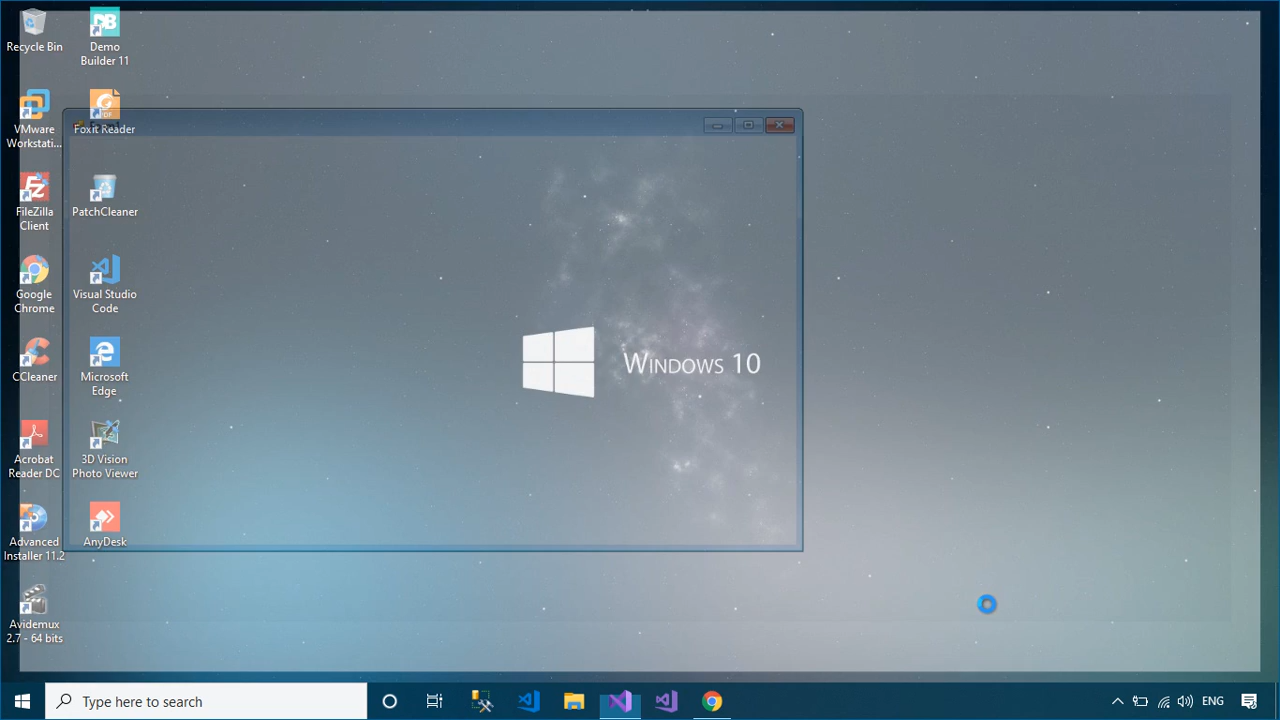 Recycle Bin
Demo
Builder 11
VMware
Workstati...
Foxit Reader
FileZilla
Client
PatchCleaner
Google
Chrome
Visual Studio
Code
CCleaner
Microsoft
Edge
Acrobat
Reader DC
3D Vision
Photo Viewer
Advanced
Installer 11.2
AnyDesk
Avidemux
2.7 - 64 bits
Windows 10
Type here to search
ENG